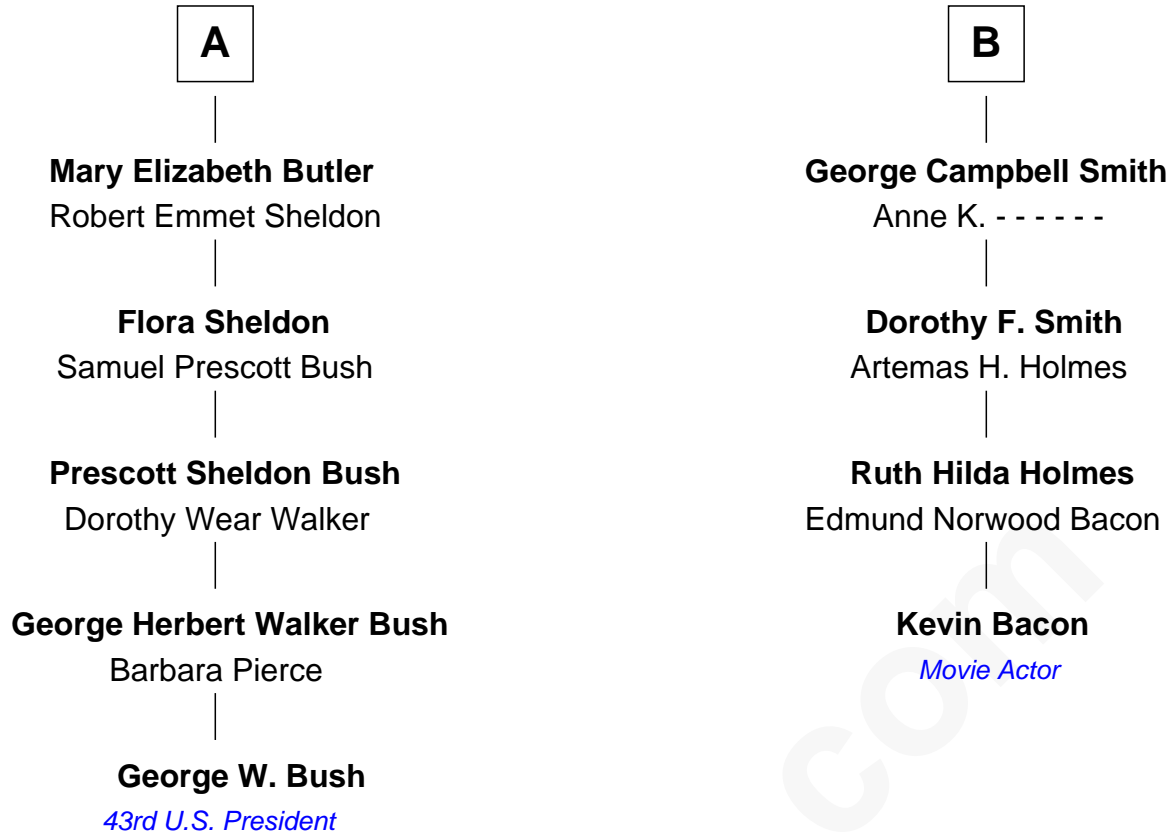 A
Mary Elizabeth Butler
Robert Emmet Sheldon
Flora Sheldon
Samuel Prescott Bush
Prescott Sheldon Bush
Dorothy Wear Walker
George Herbert Walker Bush
Barbara Pierce
George W. Bush
43rd U.S. President
B
George Campbell Smith
Anne K. - - - - - -
Dorothy F. Smith
Artemas H. Holmes
Ruth Hilda Holmes
Edmund Norwood Bacon
Kevin Bacon
Movie Actor
com